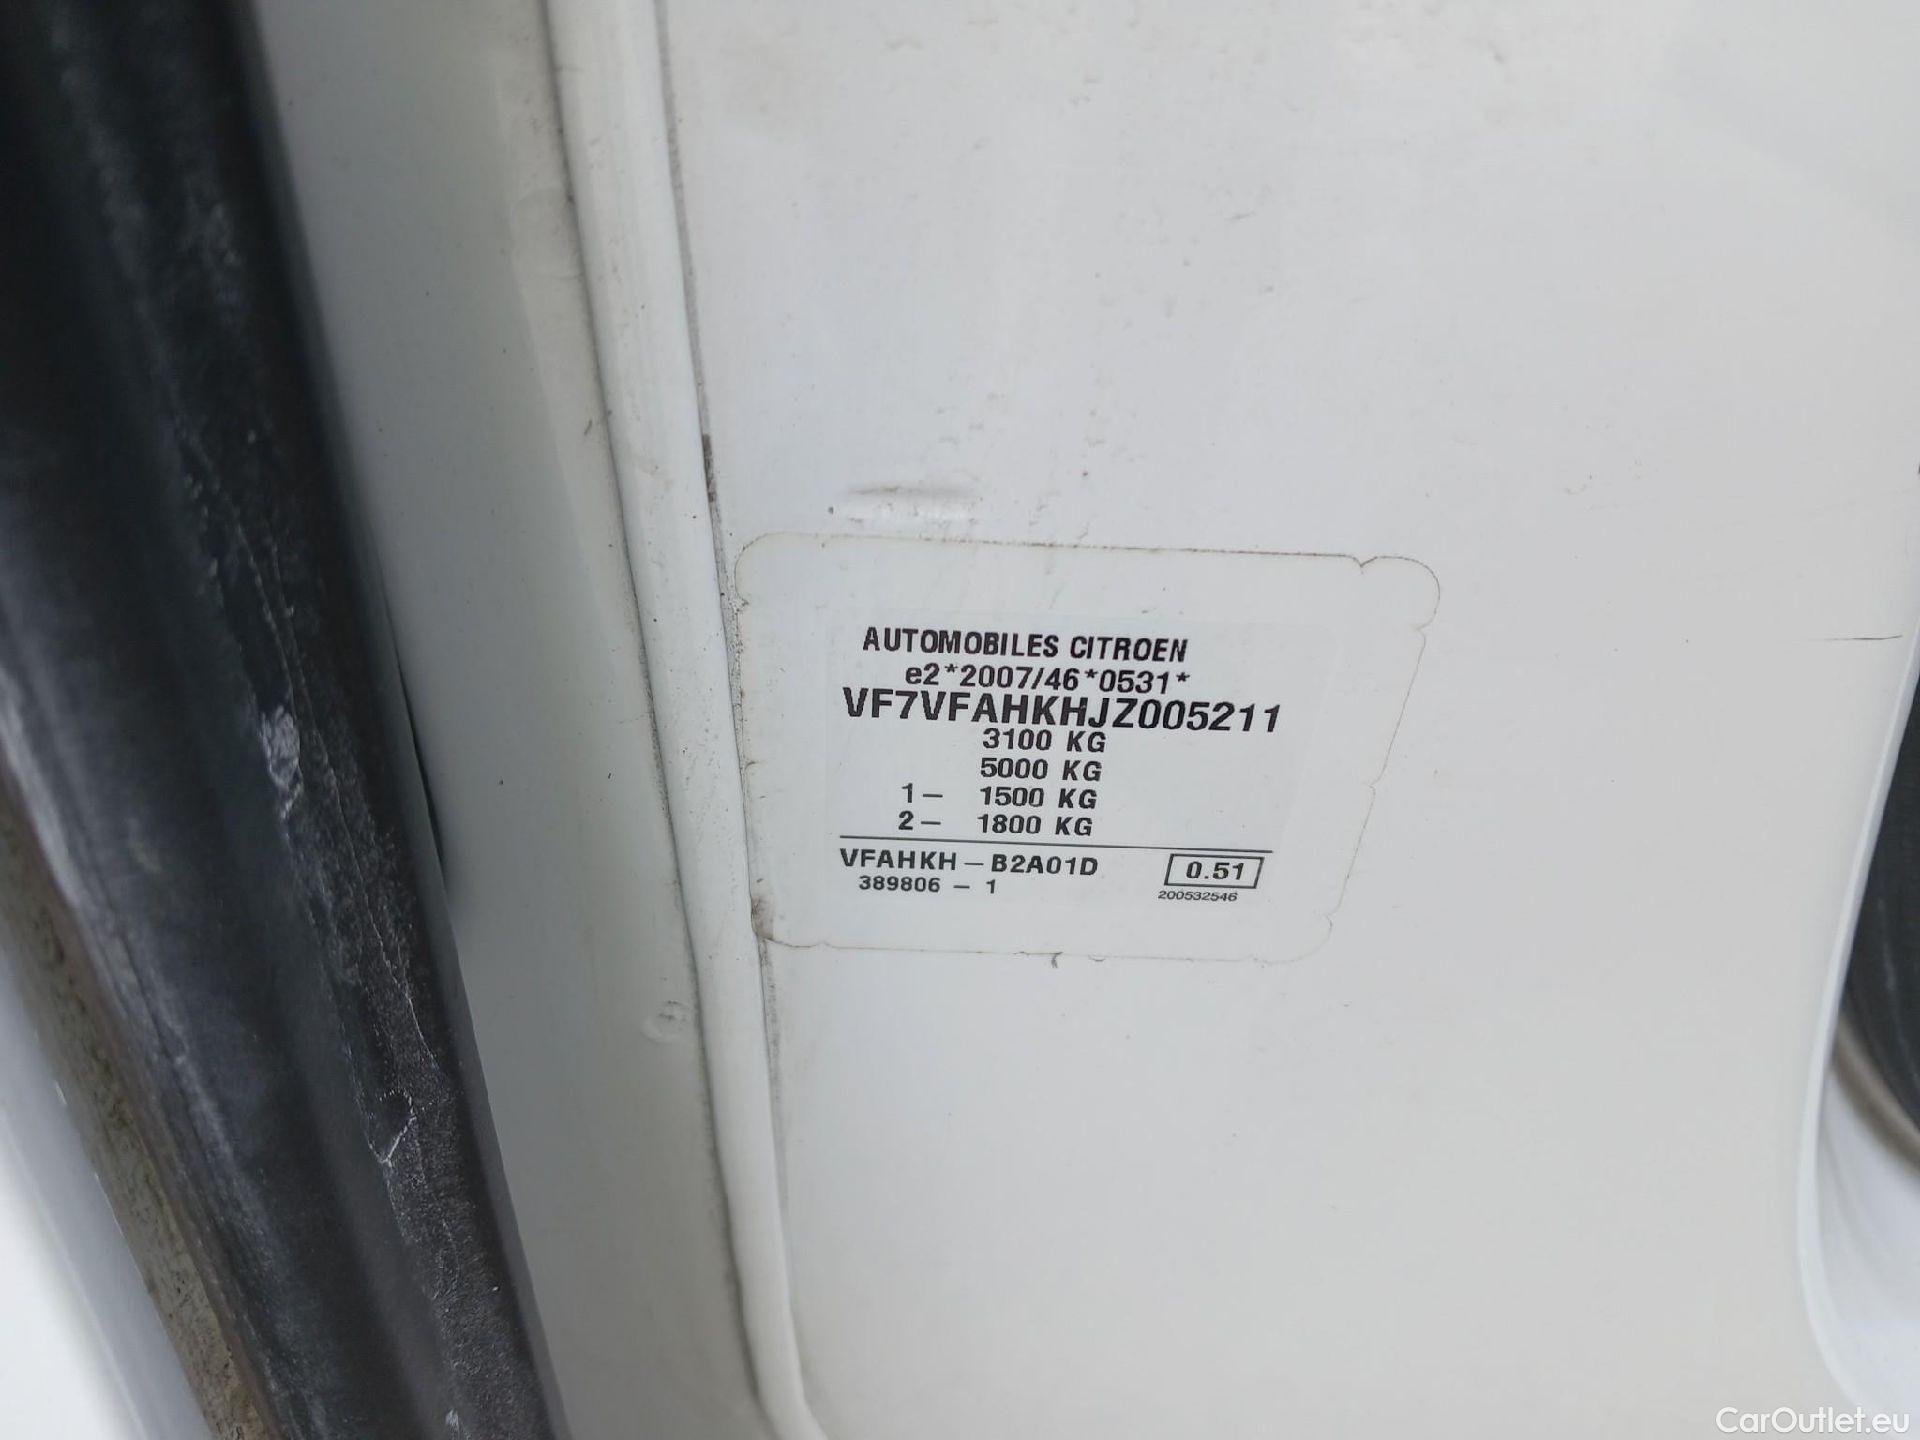 AUTOMOBILES CITROEN
e2*2007/46*0531*
VF7VFAHKHJZ005211
3100 KG
5000 KG
1– 1500 KG
2– 1800 KG
VFAHKH – B2A01D 0.51
389806 – 1 200532546
CarOutlet.eu